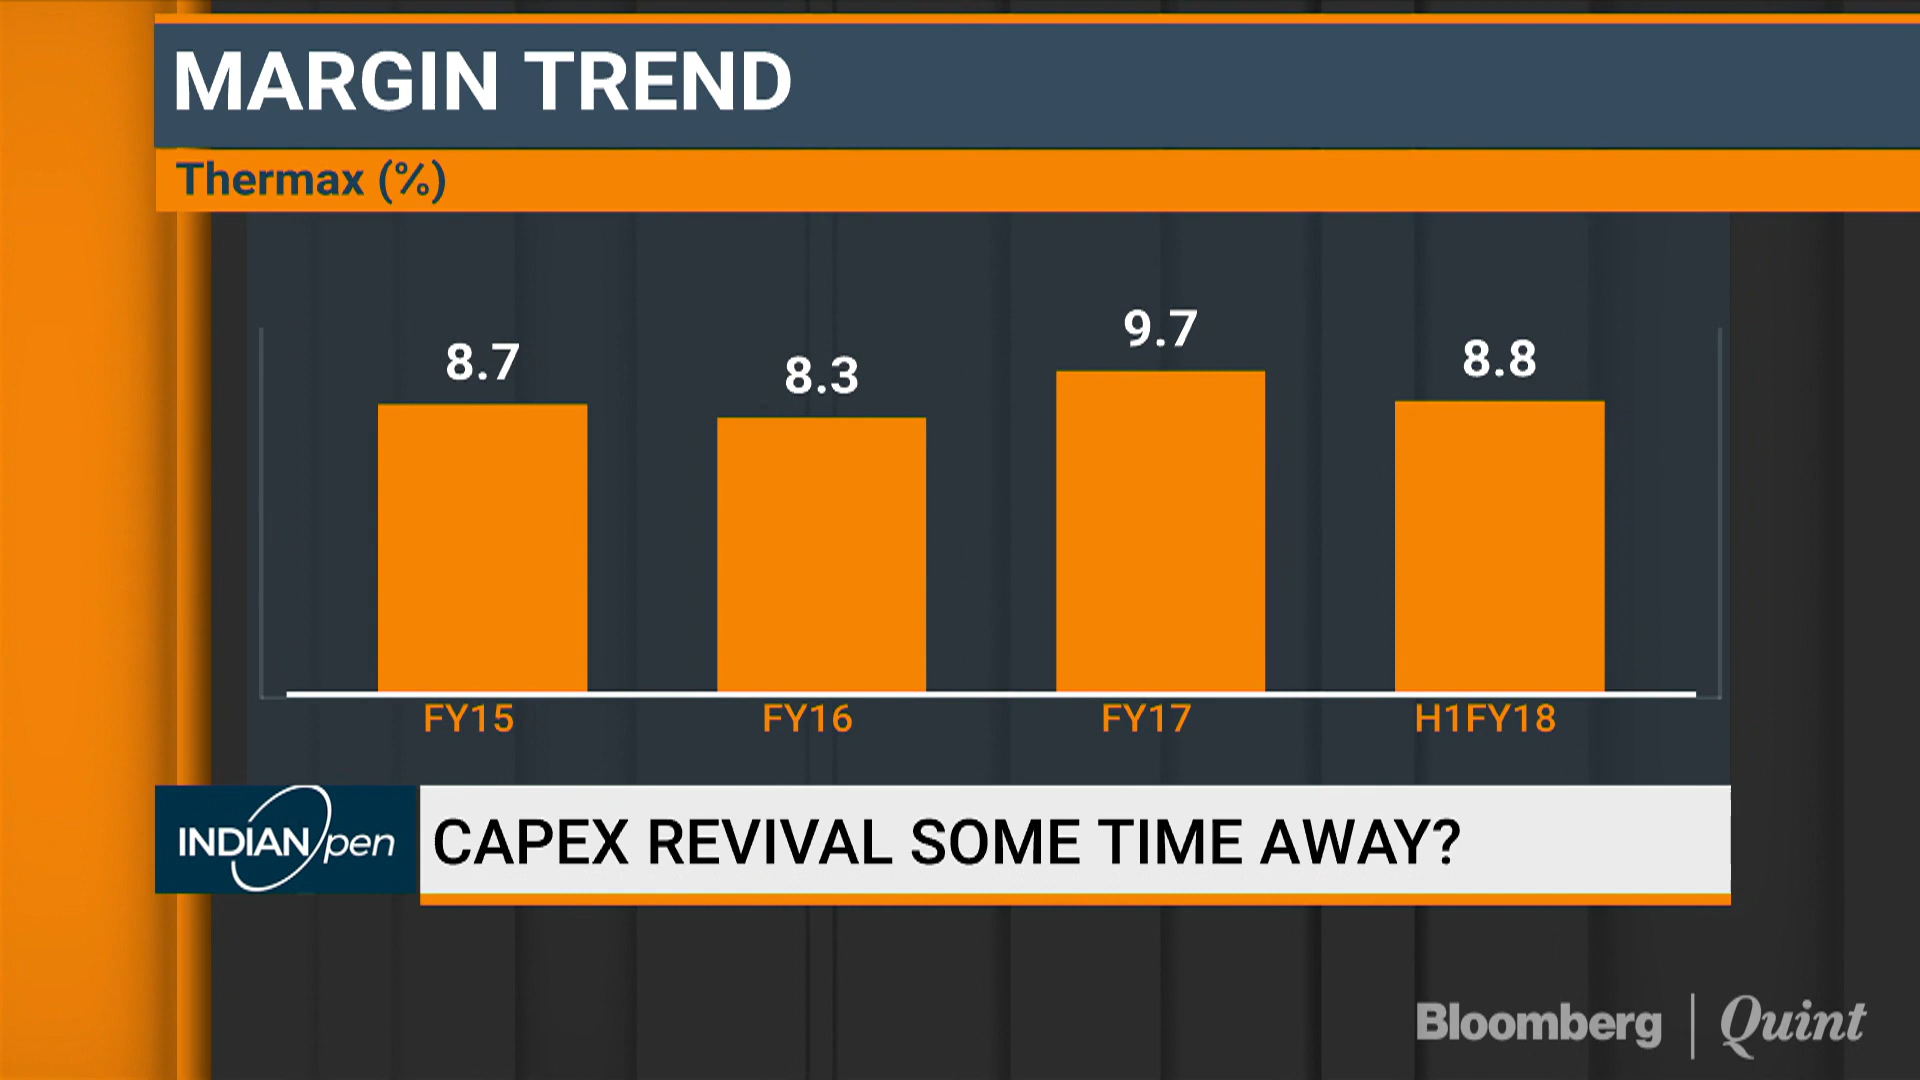 MARGIN TREND
Thermax (%)
8.7
8.3
9.7
8.8
FY15
FY16
FY17
H1FY18
INDIAN Open
CAPEX REVIVAL SOME TIME AWAY?
Bloomberg | Quint